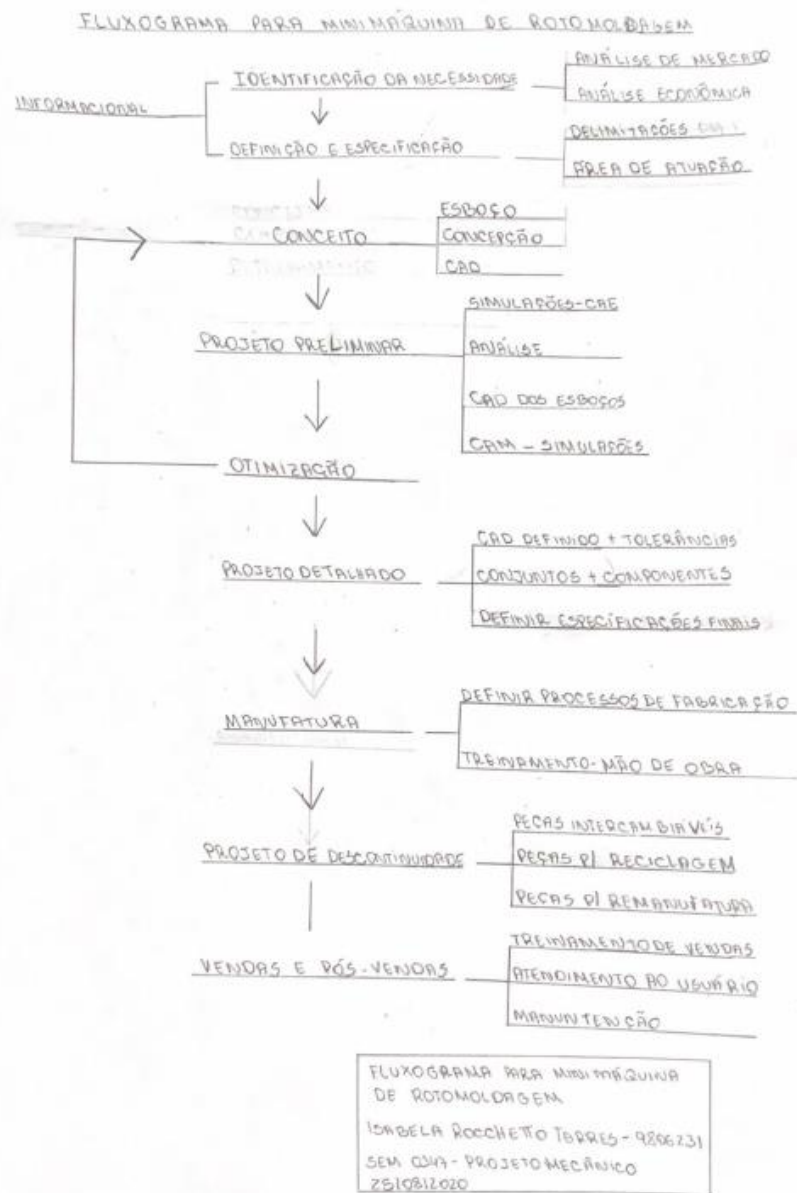 FLUXOGRAMA PARA MINIMÁQUINA DE ROTOMOLDAGEM
INFORMACIONAL
IDENTIFICAÇÃO DA NECESSIDADE
ANÁLISE DE MERCADO
ANÁLISE ECONÔMICA
DEFINIÇÃO E ESPECIFICAÇÃO
DELIMITAÇÕES
ÁREA DE ATUAÇÃO
CONCEITO
ESBOÇO
CONCEPÇÃO
CAD
PROJETO PRELIMINAR
SIMULAÇÕES-CAE
ANÁLISE
CAD DOS ESBOÇOS
CAM - SIMULAÇÕES
OTIMIZAÇÃO
PROJETO DETALHADO
CAD DEFINIDO + TOLERÂNCIAS
CONJUNTOS + COMPONENTES
DEFINIR ESPECÍFICAÇÕES FINAIS
MANUFATURA
DEFINIR PROCESSOS DE FABRICAÇÃO
TREINAMENTO-MÃO DE OBRA
PROJETO DE DESCONTINUIDADE
PEÇAS INTERCAMBIAVÉIS
PEÇAS P/ RECICLAGEM
PEÇAS P/ REMANUFATURA
VENDAS E PÓS-VENDAS
TREINAMENTO DE VENDAS
ATENDIMENTO AO USUÁRIO
MANUNTENÇÃO
FLUXOGRAMA PARA MINIMÁQUINA
DE ROTOMOLDAGEM
ISABELA ROCCHETTO TORRES - 9806231
SEM 0347 - PROJETO MECÂNICO
25/08/2020